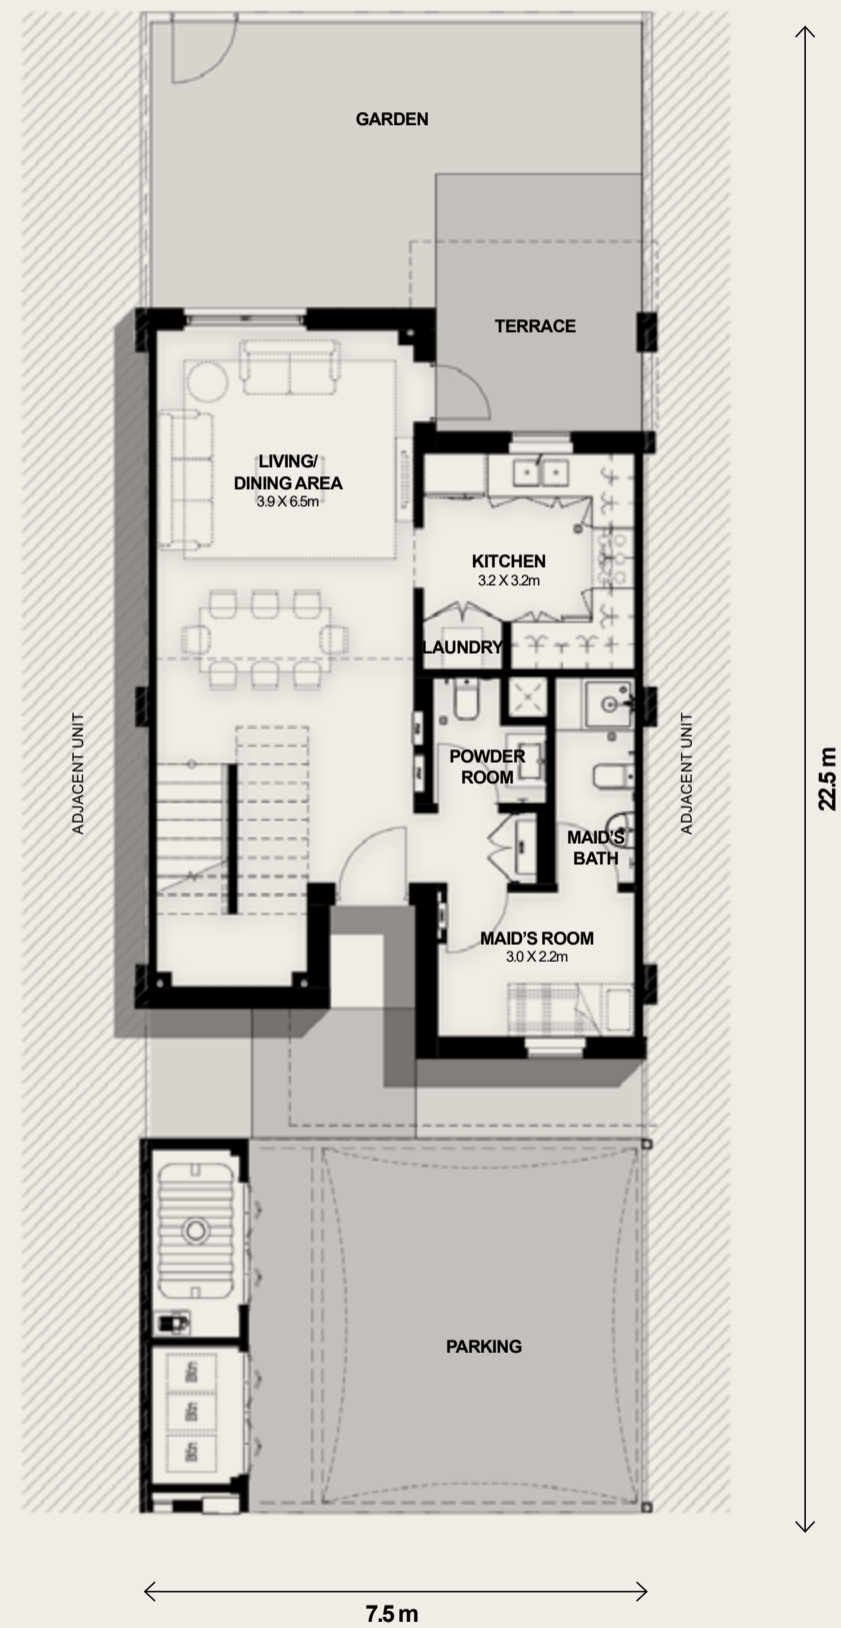 GARDEN
TERRACE
LIVING/
DINING AREA
3.9 X 6.5m
KITCHEN
3.2 X 3.2m
LAUNDRY
ADJACENT UNIT
POWDER
ROOM
ADJACENT UNIT
22.5 m
MAID'S
BATH
MAID'S ROOM
3.0 X 2.2m
PARKING
7.5 m